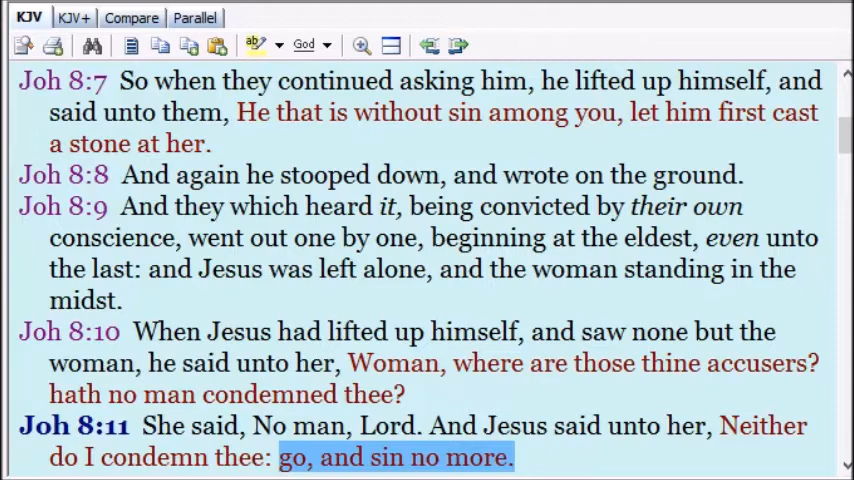 KJV KJV+ Compare Parallel
ab God
Joh 8:7 So when they continued asking him, he lifted up himself, and
said unto them, He that is without sin among you, let him first cast
a stone at her.
Joh 8:8 And again he stooped down, and wrote on the ground.
Joh 8:9 And they which heard it, being convicted by their own
conscience, went out one by one, beginning at the eldest, even unto
the last: and Jesus was left alone, and the woman standing in the
midst.
Joh 8:10 When Jesus had lifted up himself, and saw none but the
woman, he said unto her, Woman, where are those thine accusers?
hath no man condemned thee?
Joh 8:11 She said, No man, Lord. And Jesus said unto her, Neither
do I condemn thee: go, and sin no more.